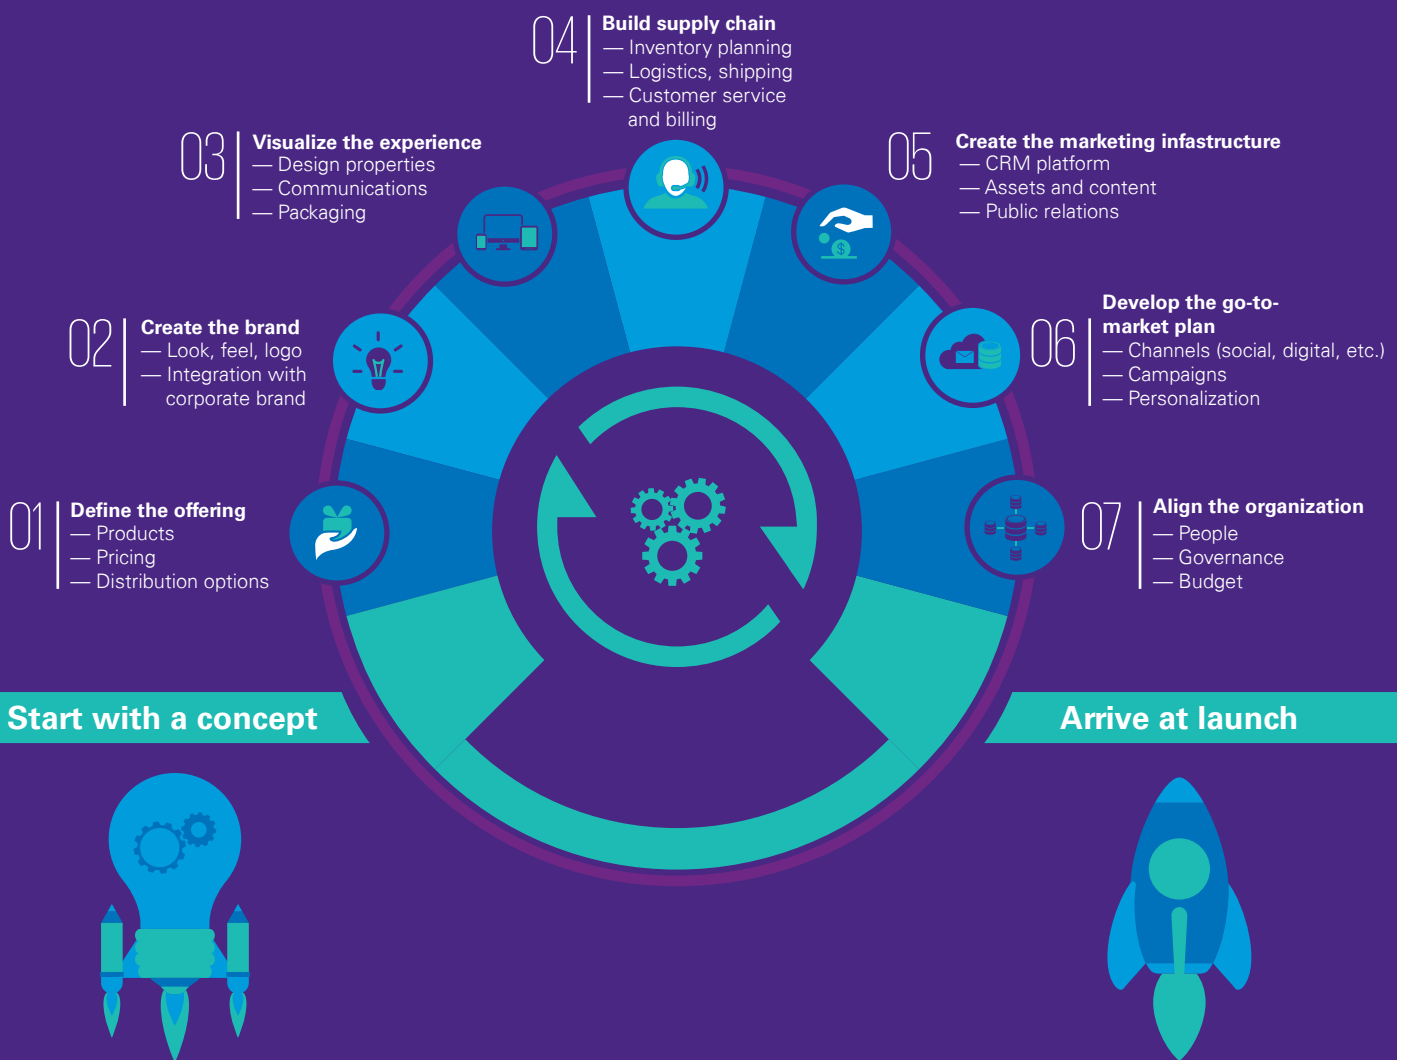 04
Build supply chain
— Inventory planning
— Logistics, shipping
— Customer service
and billing
03
Visualize the experience
— Design properties
— Communications
— Packaging
05
Create the marketing infastructure
— CRM platform
— Assets and content
— Public relations
02
Create the brand
— Look, feel, logo
— Integration with
corporate brand
06
Develop the go-to-
market plan
— Channels (social, digital, etc.)
— Campaigns
— Personalization
01
Define the offering
— Products
— Pricing
— Distribution options
07
Align the organization
— People
— Governance
— Budget
Start with a concept
Arrive at launch
$